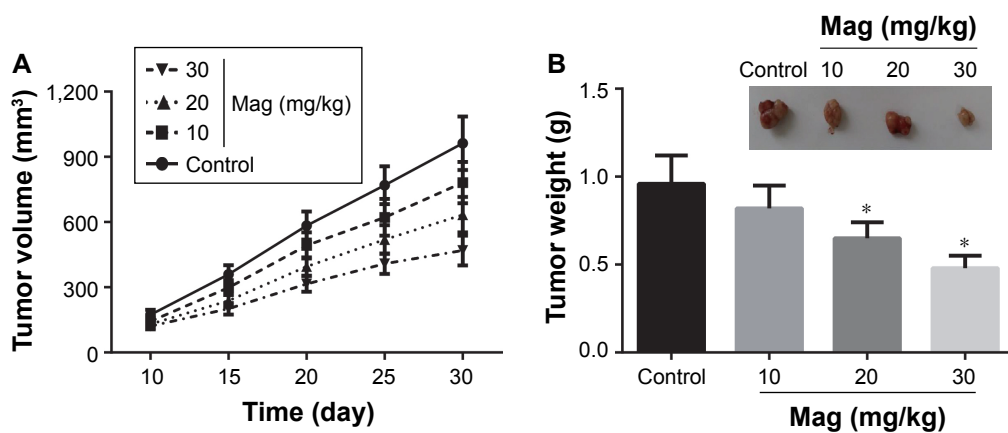 A
30
20
10
Control
Mag (mg/kg)
Tumor volume (mm³)
1,200
900
600
300
0
10 15 20 25 30
Time (day)
B
Mag (mg/kg)
Control 10 20 30
Tumor weight (g)
1.5
1.0
0.5
0.0
* *
Control 10 20 30
Mag (mg/kg)